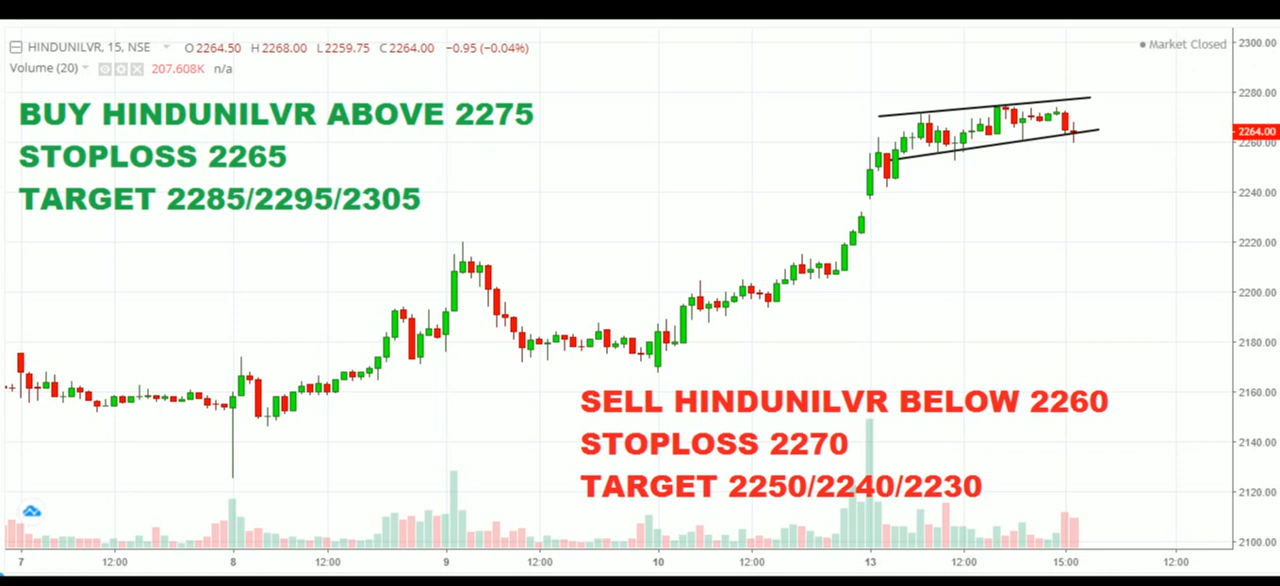 HINDUNILVR, 15, NSE O2264.50 H2268.00 L2259.75 C2264.00 −0.95 (−0.04%)
Market Closed
Volume (20) 207.608K n/a
BUY HINDUNILVR ABOVE 2275
STOPLOSS 2265
TARGET 2285/2295/2305
SELL HINDUNILVR BELOW 2260
STOPLOSS 2270
TARGET 2250/2240/2230
2300.00
2280.00
2264.00
2260.00
2240.00
2220.00
2200.00
2180.00
2160.00
2140.00
2120.00
2100.00
7 12:00 8 12:00 9 12:00 10 12:00 13 12:00 15:00 12:00